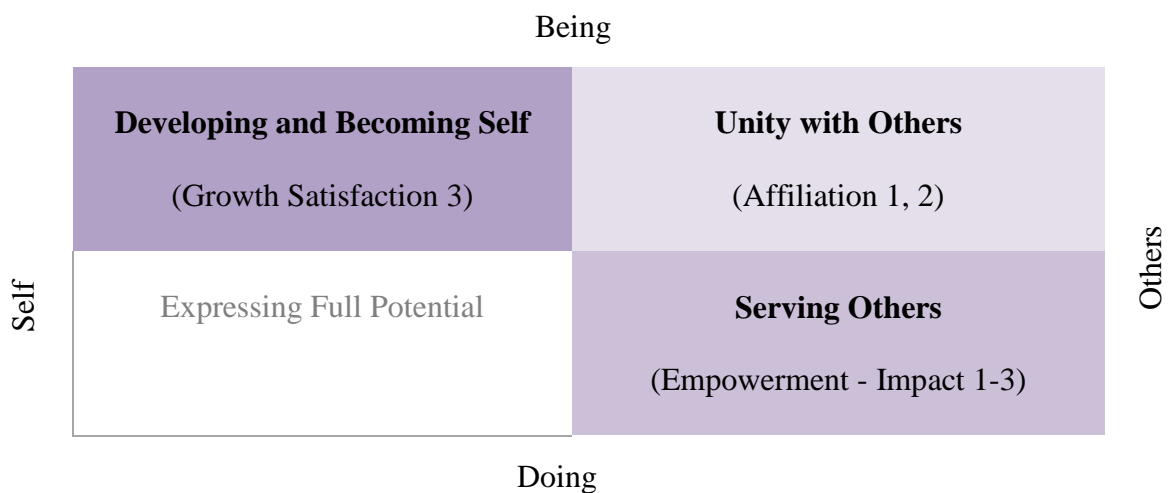 Being
Developing and Becoming Self
Unity with Others
(Growth Satisfaction 3)
(Affiliation 1, 2)
Self
Others
Expressing Full Potential
Serving Others
(Empowerment - Impact 1-3)
Doing